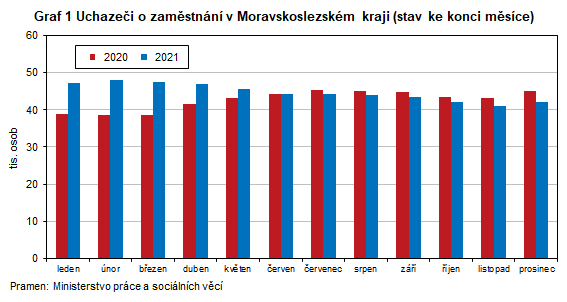 Graf 1 Uchazeči o zaměstnání v Moravskoslezském kraji (stav ke konci měsíce)
60
2020 2021
50
40
30
20
10
0
tis. osob
leden únor březen duben květen červen červenec srpen září říjen listopad prosinec
Pramen: Ministerstvo práce a sociálních věcí